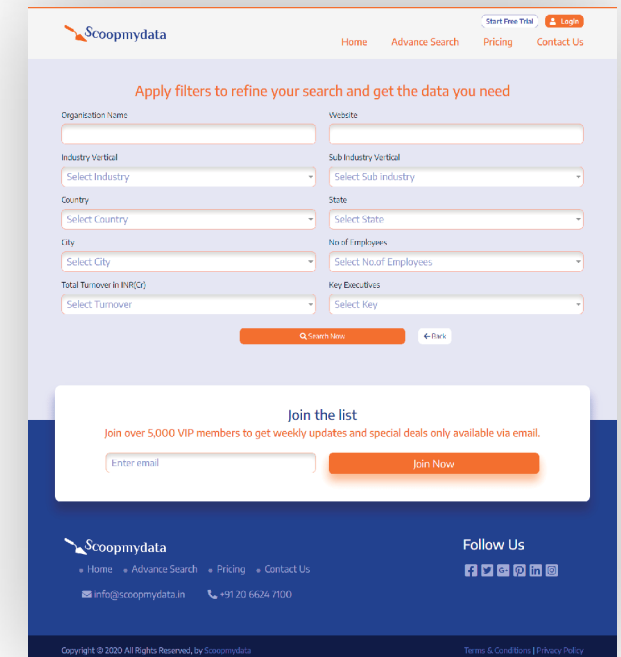 Start Free Trial Login
Scoopmydata
Home Advance Search Pricing Contact Us
Apply filters to refine your search and get the data you need
Organisation Name Website
Industry Vertical Sub Industry Vertical
Select Industry Select Sub industry
Country State
Select Country Select State
City No.of Employees
Select City Select No.of Employees
Total Turnover in INR(Cr) Key Executives
Select Turnover Select Key
Search Now Back
Join the list
Join over 5,000 VIP members to get weekly updates and special deals only available via email.
Enter email Join Now
Scoopmydata Follow Us
Home Advance Search Pricing Contact Us
info@scoopmydata.in +91 20 6624 7100
Copyright © 2020 All Rights Reserved, by Scoopmydata Terms & Conditions | Privacy Policy